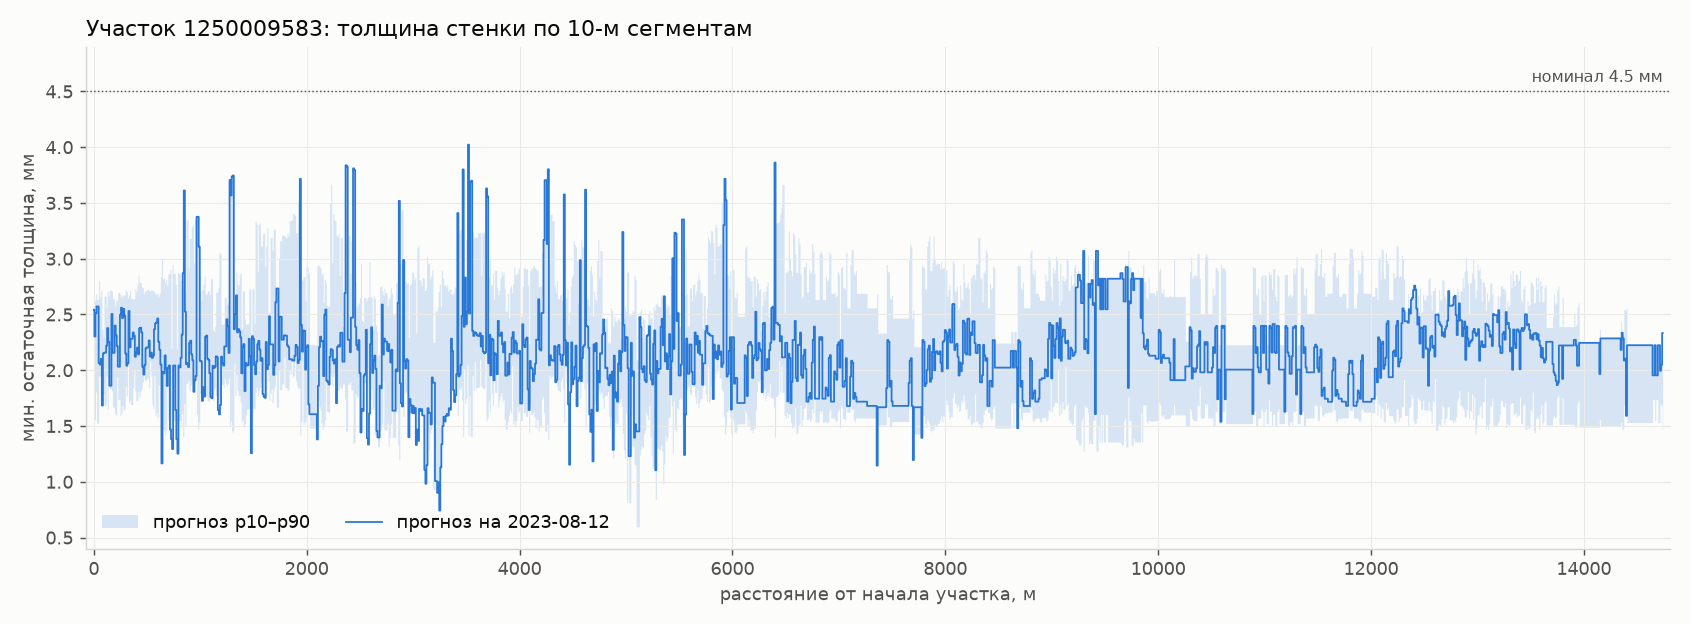 Участок 1250009583: толщина стенки по 10-м сегментам
номинал 4.5 мм
мин. остаточная толщина, мм
4.5
4.0
3.5
3.0
2.5
2.0
1.5
1.0
0.5
прогноз p10–p90
прогноз на 2023-08-12
0 2000 4000 6000 8000 10000 12000 14000
расстояние от начала участка, м